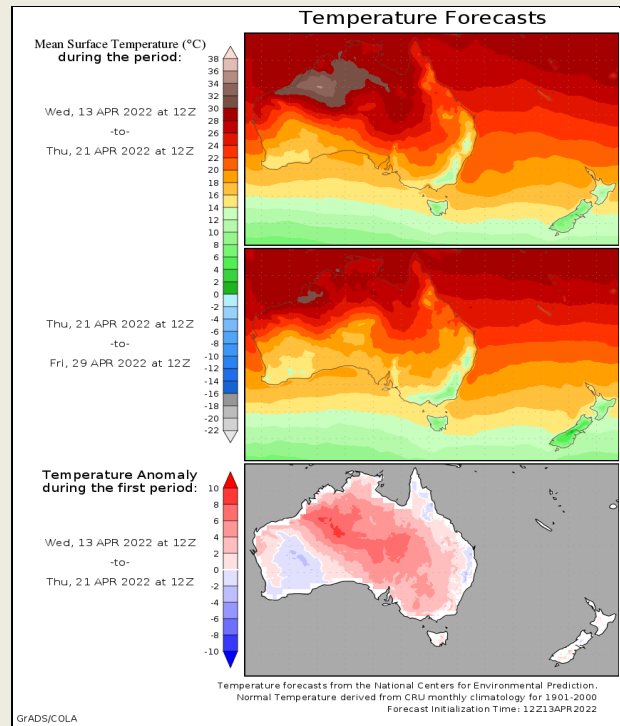 Temperature Forecasts
Mean Surface Temperature (°C)
during the period:
Wed, 13 APR 2022 at 12Z
-to-
Thu, 21 APR 2022 at 12Z
38
36
34
32
30
28
26
24
22
20
18
16
14
12
10
8
6
4
2
0
-2
-4
-6
-8
-10
-12
-14
-16
-18
-20
-22
Thu, 21 APR 2022 at 12Z
-to-
Fri, 29 APR 2022 at 12Z
Temperature Anomaly
during the first period:
Wed, 13 APR 2022 at 12Z
-to-
Thu, 21 APR 2022 at 12Z
10
8
6
4
2
0
-2
-4
-6
-8
-10
Temperature forecasts from the National Centers for Environmental Prediction.
Normal Temperature derived from CRU monthly climatology for 1901-2000
Forecast Initialization Time: 12Z13APR2022
GrADS/COLA